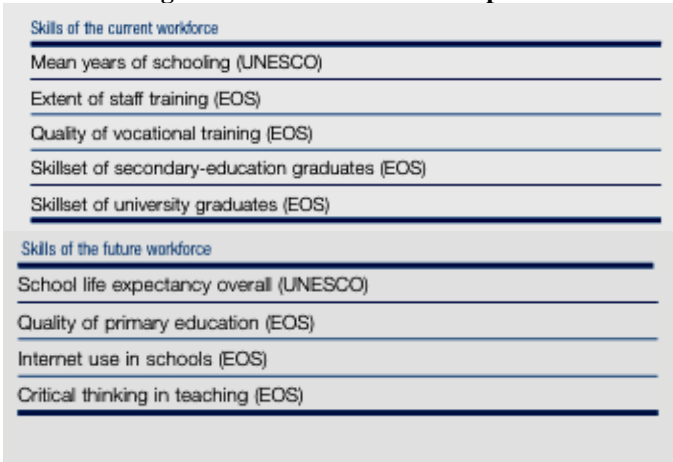 Skills of the current workforce
Mean years of schooling (UNESCO)
Extent of staff training (EOS)
Quality of vocational training (EOS)
Skillset of secondary-education graduates (EOS)
Skillset of university graduates (EOS)
Skills of the future workforce
School life expectancy overall (UNESCO)
Quality of primary education (EOS)
Internet use in schools (EOS)
Critical thinking in teaching (EOS)